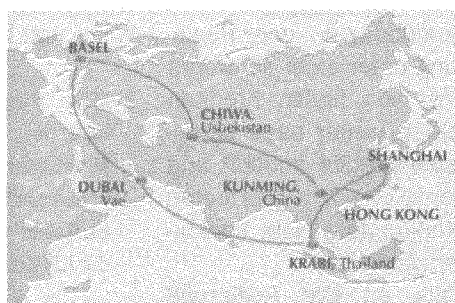 BASEL
CHIWA,
Usbekistan
SHANGHAI
DUBAI,
Vae
KUNMING,
China
HONG KONG
KRABI, Thailand